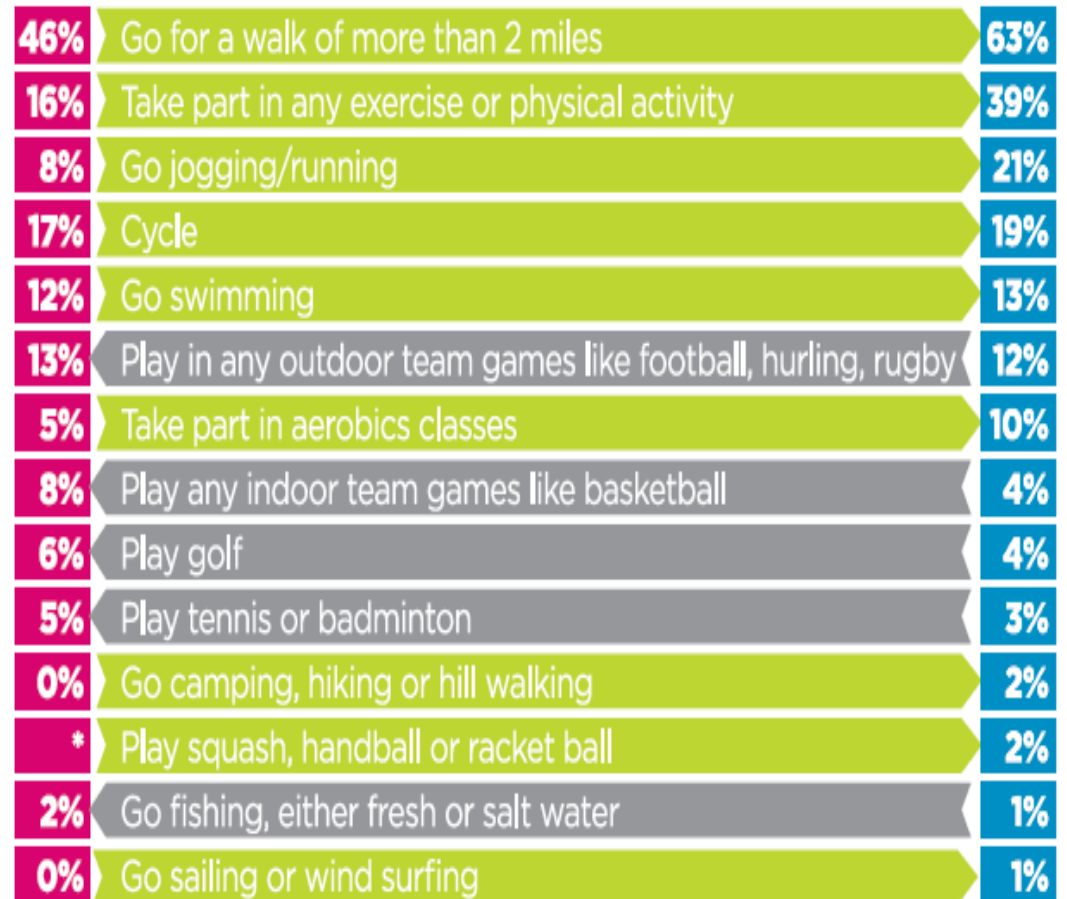 46% Go for a walk of more than 2 miles 63%
16% Take part in any exercise or physical activity 39%
8% Go jogging/running 21%
17% Cycle 19%
12% Go swimming 13%
13% Play in any outdoor team games like football, hurling, rugby 12%
5% Take part in aerobics classes 10%
8% Play any indoor team games like basketball 4%
6% Play golf 4%
5% Play tennis or badminton 3%
0% Go camping, hiking or hill walking 2%
* Play squash, handball or racket ball 2%
2% Go fishing, either fresh or salt water 1%
0% Go sailing or wind surfing 1%